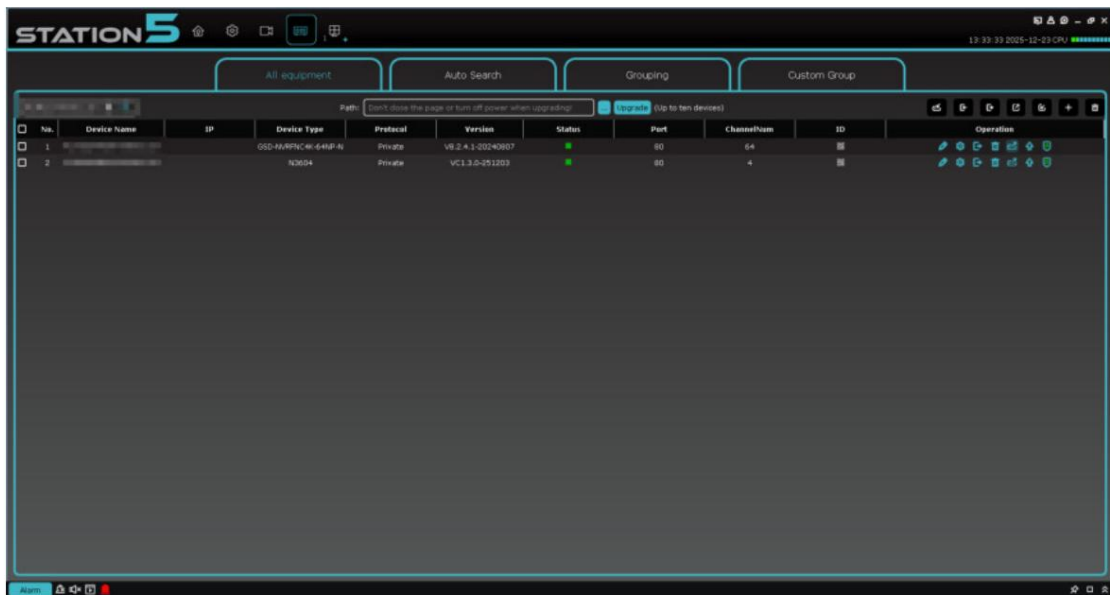 STATION5
13:33:33 2025-12-23 CPU
All equipment Auto Search Grouping Custom Group
Path: Don't close the page or turn off power when upgrading! ... Upgrade (Up to ten devices)
No. Device Name IP Device Type Protocol Version Status Port ChannelNum ID Operation
1 GSD-NVRFNC4K-64NP-N Private V8.2.4.1-20240807 80 64
2 N3604 Private VC1.3.0-251203 80 4
Alarm